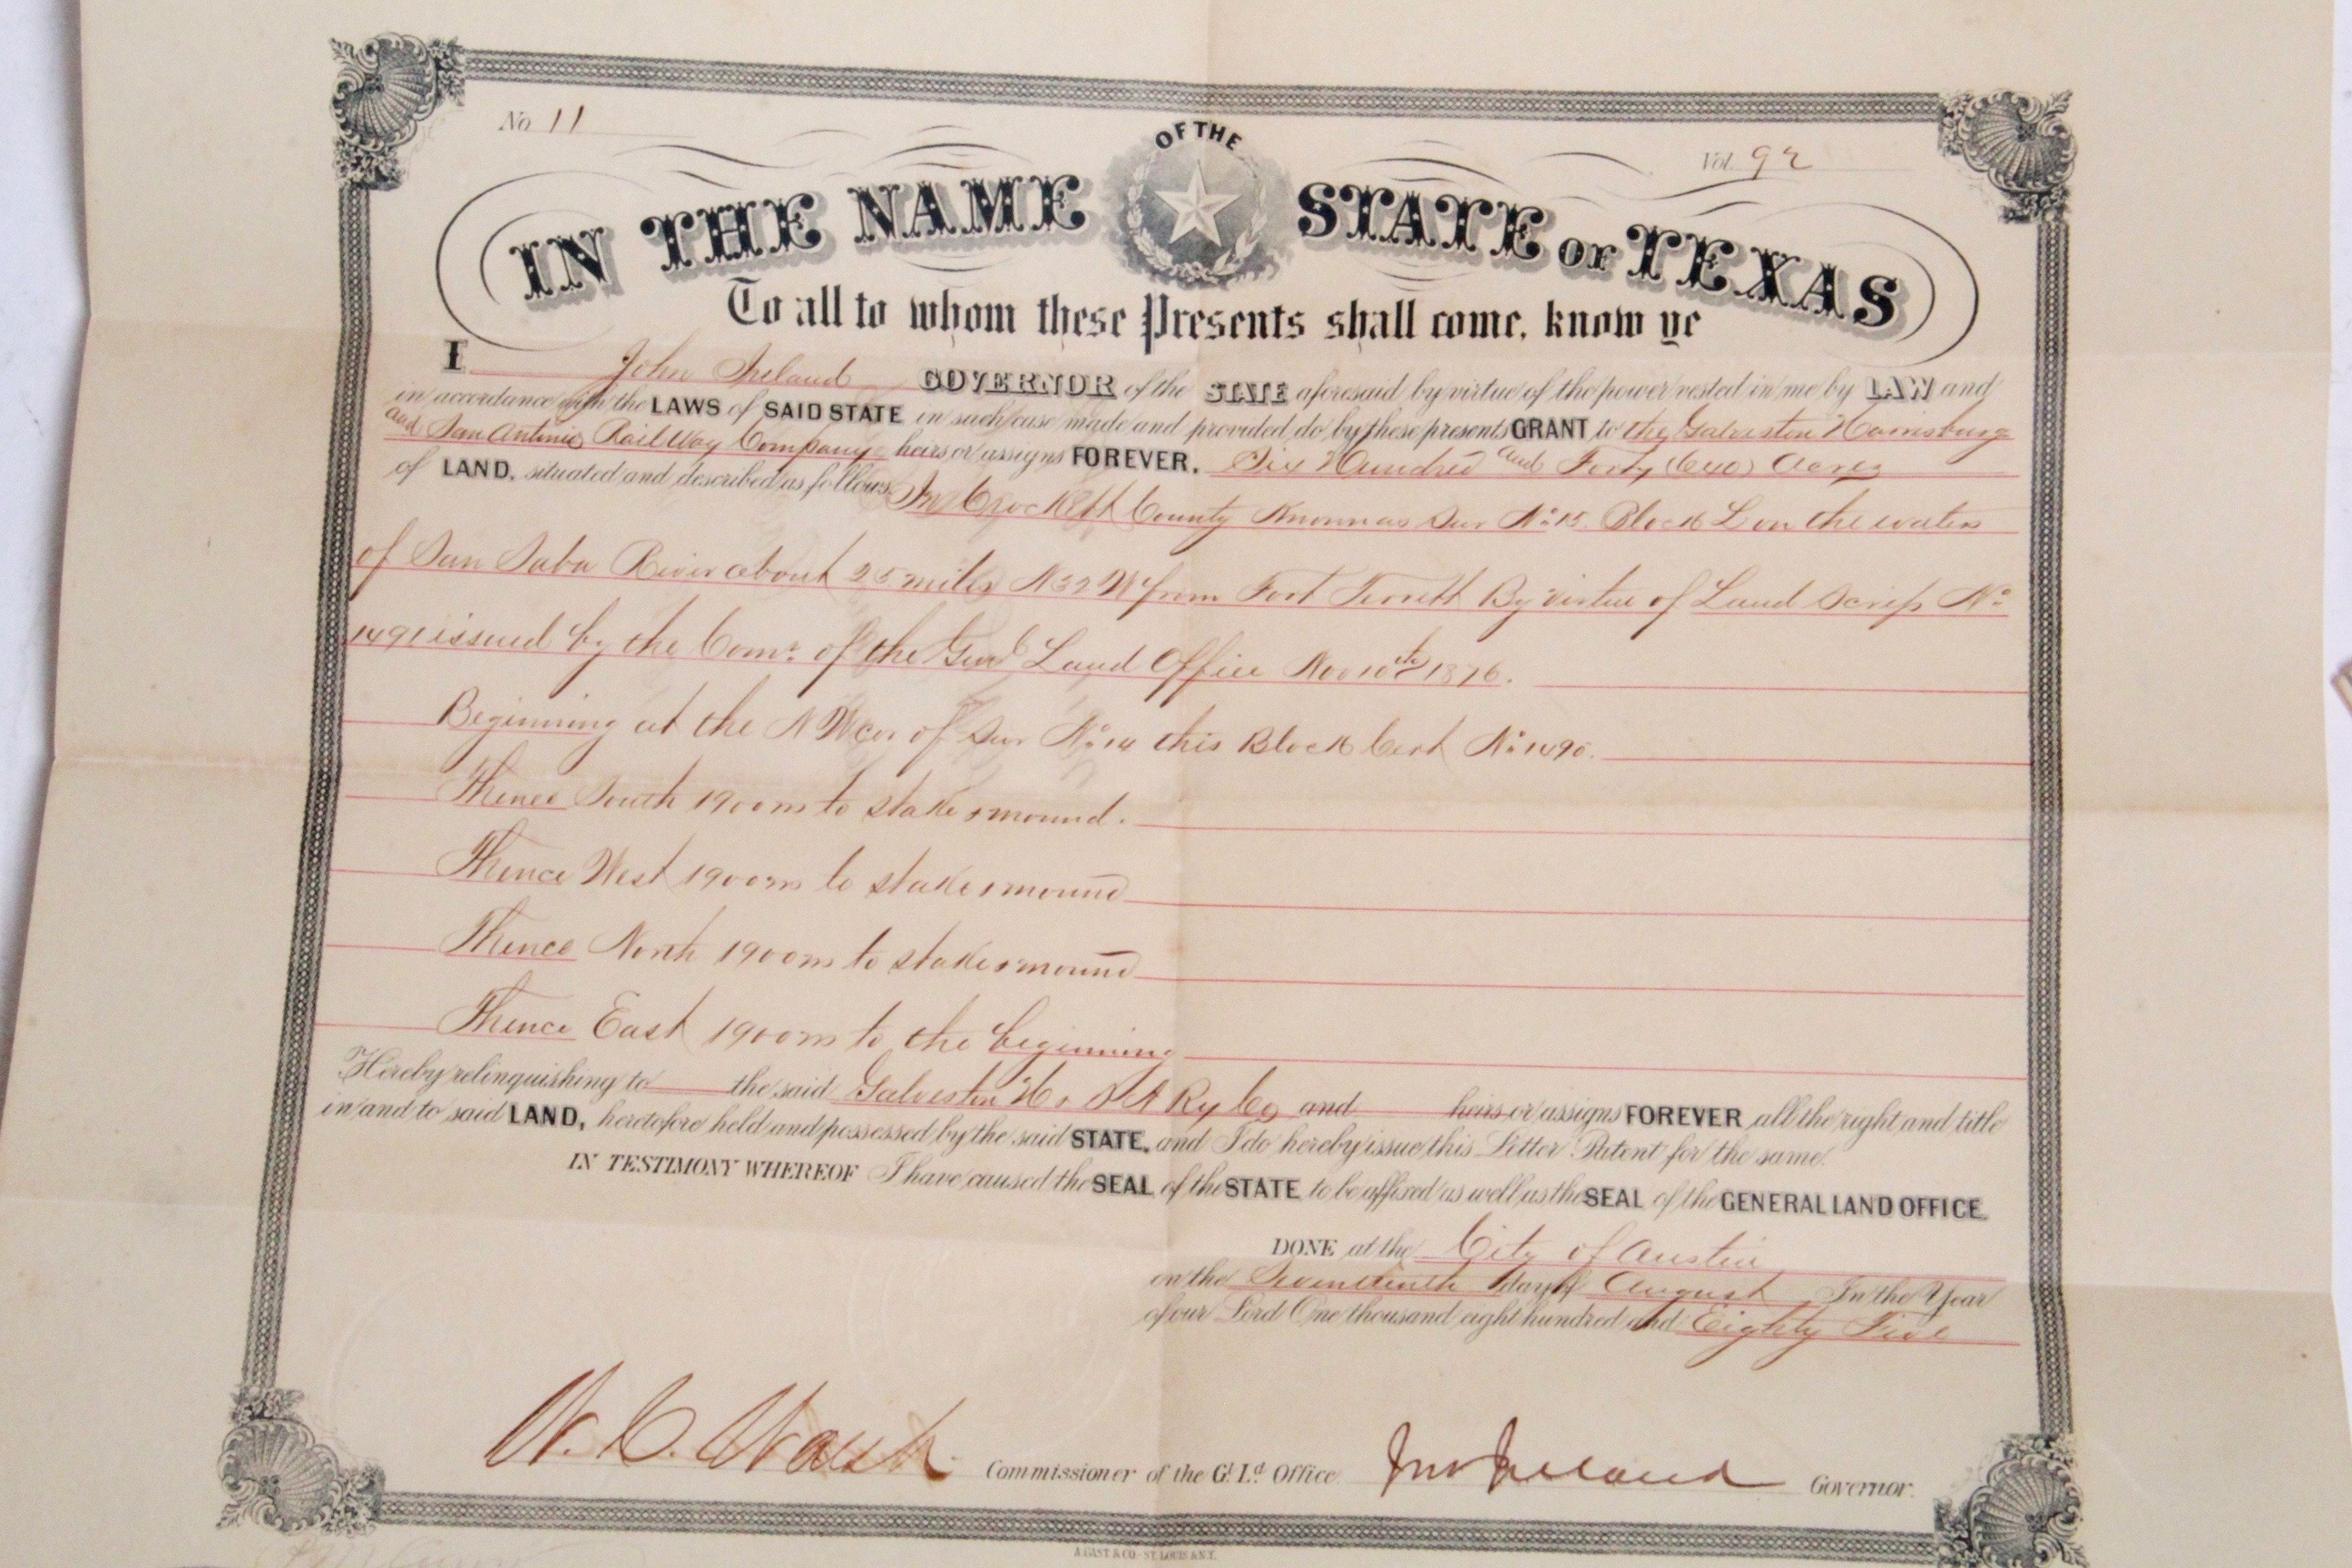 No 11
Vol. 92
IN THE NAME OF THE STATE OF TEXAS
To all to whom these Presents shall come, know ye
I John Ireland GOVERNOR of the STATE aforesaid by virtue of the power vested in me by LAW and
in accordance with the LAWS of SAID STATE in such case made and provided do by these presents GRANT to the Galveston Harrisburg
and San Antonio Rail Way Company heirs or assigns FOREVER. Six Hundred and Forty (640) Acres
of LAND, situated and described as follows In Crockett County Known as Sur No 15. Block L on the waters
of San Saba River about 25 miles N 32 W from Fort Terrett By virtue of Land Scrip No
1491 issued by the Comr. of the Genl Land Office Nov 10th 1876.
Beginning at the N W cor of Sur No 14 this Block Cert No 1490.
Thence South 1900 vrs to stake & mound.
Thence West 1900 vrs to stake & mound
Thence North 1900 vrs to stake & mound
Thence East 1900 vrs to the beginning
Hereby relinquishing to the said Galveston H. & S A Ry Co and heirs or assigns FOREVER all the right and title
in and to said LAND, heretofore held and possessed by the said STATE, and I do hereby issue this Letter Patent for the same.
IN TESTIMONY WHEREOF I have caused the SEAL of the STATE to be affixed as well as the SEAL of the GENERAL LAND OFFICE
DONE at the City of Austin
on the Seventeenth day of August In the Year
of our Lord One thousand eight hundred and Eighty Five
W. C. Walsh Commissioner of the Gl. Ld. Office. Jno Ireland Governor.
A. GAST & CO.- ST. LOUIS & N.Y.